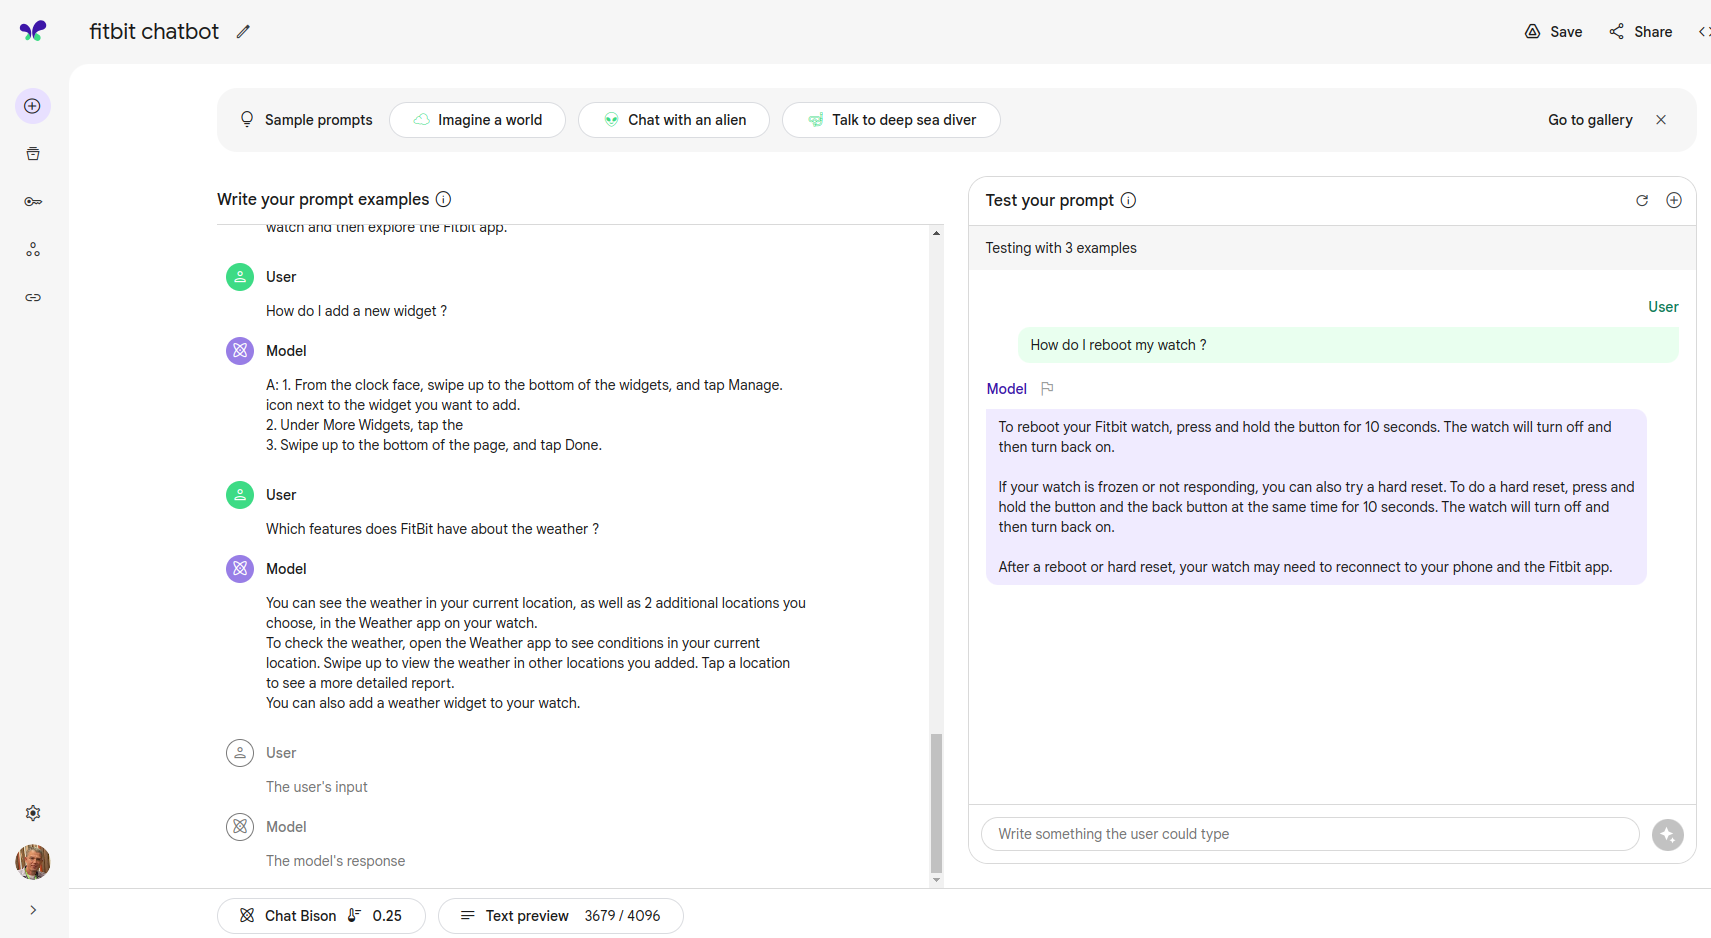 fitbit chatbot
Save
Share
Sample prompts
Imagine a world
Chat with an alien
Talk to deep sea diver
Go to gallery
Write your prompt examples
watch and then explore the Fitbit app.
User
How do I add a new widget ?
Model
A: 1. From the clock face, swipe up to the bottom of the widgets, and tap Manage.
icon next to the widget you want to add.
2. Under More Widgets, tap the
3. Swipe up to the bottom of the page, and tap Done.
User
Which features does FitBit have about the weather ?
Model
You can see the weather in your current location, as well as 2 additional locations you
choose, in the Weather app on your watch.
To check the weather, open the Weather app to see conditions in your current
location. Swipe up to view the weather in other locations you added. Tap a location
to see a more detailed report.
You can also add a weather widget to your watch.
User
The user's input
Model
The model's response
Test your prompt
Testing with 3 examples
User
How do I reboot my watch ?
Model
To reboot your Fitbit watch, press and hold the button for 10 seconds. The watch will turn off and
then turn back on.
If your watch is frozen or not responding, you can also try a hard reset. To do a hard reset, press and
hold the button and the back button at the same time for 10 seconds. The watch will turn off and
then turn back on.
After a reboot or hard reset, your watch may need to reconnect to your phone and the Fitbit app.
Write something the user could type
Chat Bison
0.25
Text preview
3679 / 4096